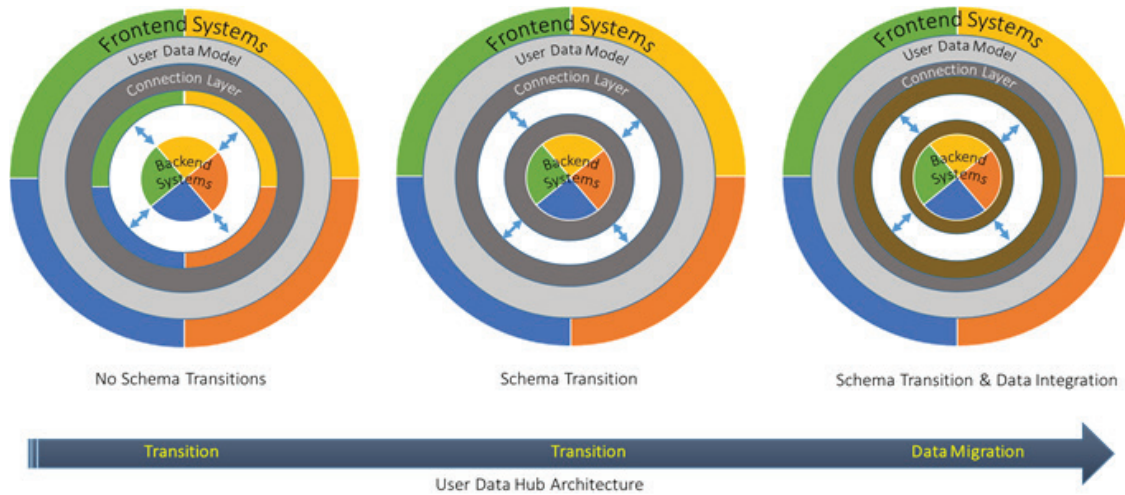 Frontend Systems
User Data Model
Connection Layer
Backend
Systems
Frontend Systems
User Data Model
Connection Layer
Backend
Systems
Frontend Systems
User Data Model
Connection Layer
Backend
Systems
No Schema Transitions
Schema Transition
Schema Transition & Data Integration
Transition
Transition
Data Migration
User Data Hub Architecture